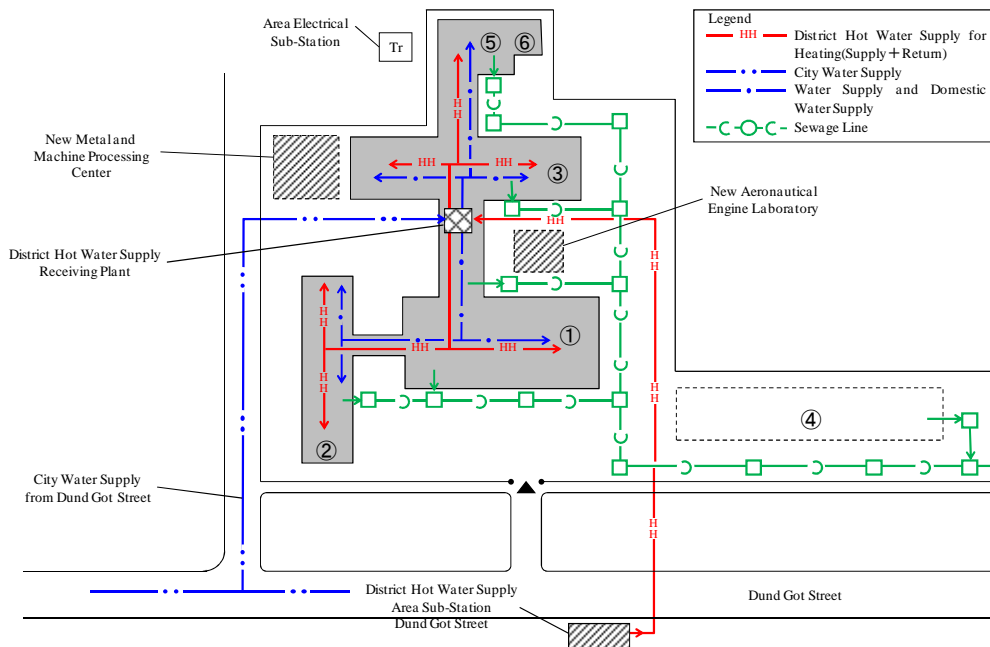 Area Electrical
Sub-Station
Tr
⑤ ⑥
Legend
HH District Hot Water Supply for
Heating(Supply+Return)
City Water Supply
Water Supply and Domestic
Water Supply
Sewage Line
New Metal and
Machine Processing
Center
HH
HH HH
③
New Aeronautical
Engine Laboratory
HH
District Hot Water Supply
Receiving Plant
HH
HH
①
HH HH
HH
②
④
City Water Supply
from Dund Got Street
HH
District Hot Water Supply
Area Sub-Station
Dund Got Street
Dund Got Street